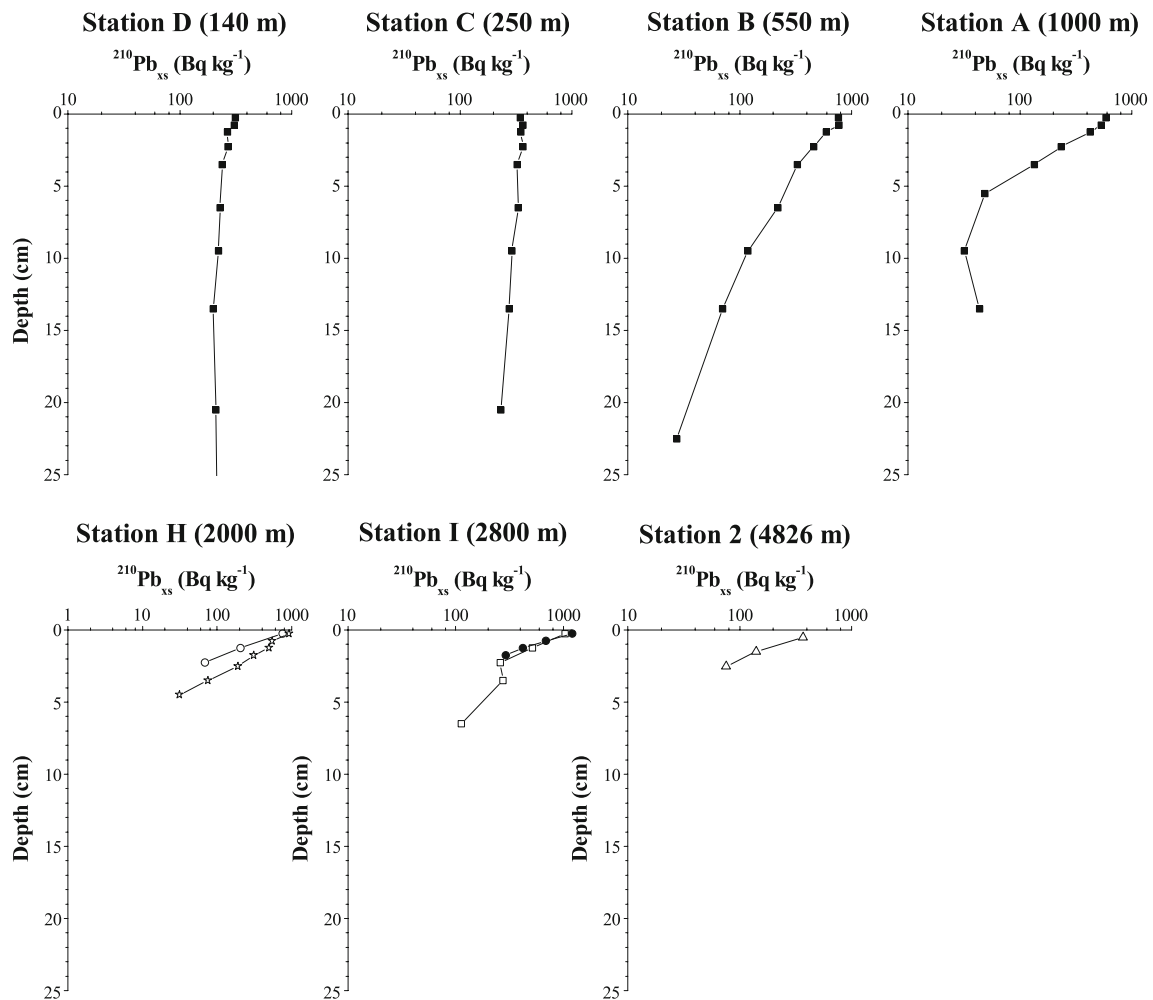 Station D (140 m) Station C (250 m) Station B (550 m) Station A (1000 m)
²¹⁰Pbxs (Bq kg⁻¹) ²¹⁰Pbxs (Bq kg⁻¹) ²¹⁰Pbxs (Bq kg⁻¹) ²¹⁰Pbxs (Bq kg⁻¹)
10 100 1000 10 100 1000 10 100 1000 10 100 1000
0 0 0 0
5 5 5 5
10 10 10 10
15 15 15 15
20 20 20 20
25 25 25 25
Depth (cm)
Station H (2000 m) Station I (2800 m) Station 2 (4826 m)
²¹⁰Pbxs (Bq kg⁻¹) ²¹⁰Pbxs (Bq kg⁻¹) ²¹⁰Pbxs (Bq kg⁻¹)
1 10 100 1000 10 100 1000 10 100 1000
0 0 0
5 5 5
10 10 10
15 15 15
20 20 20
25 25 25
Depth (cm) Depth (cm) Depth (cm)